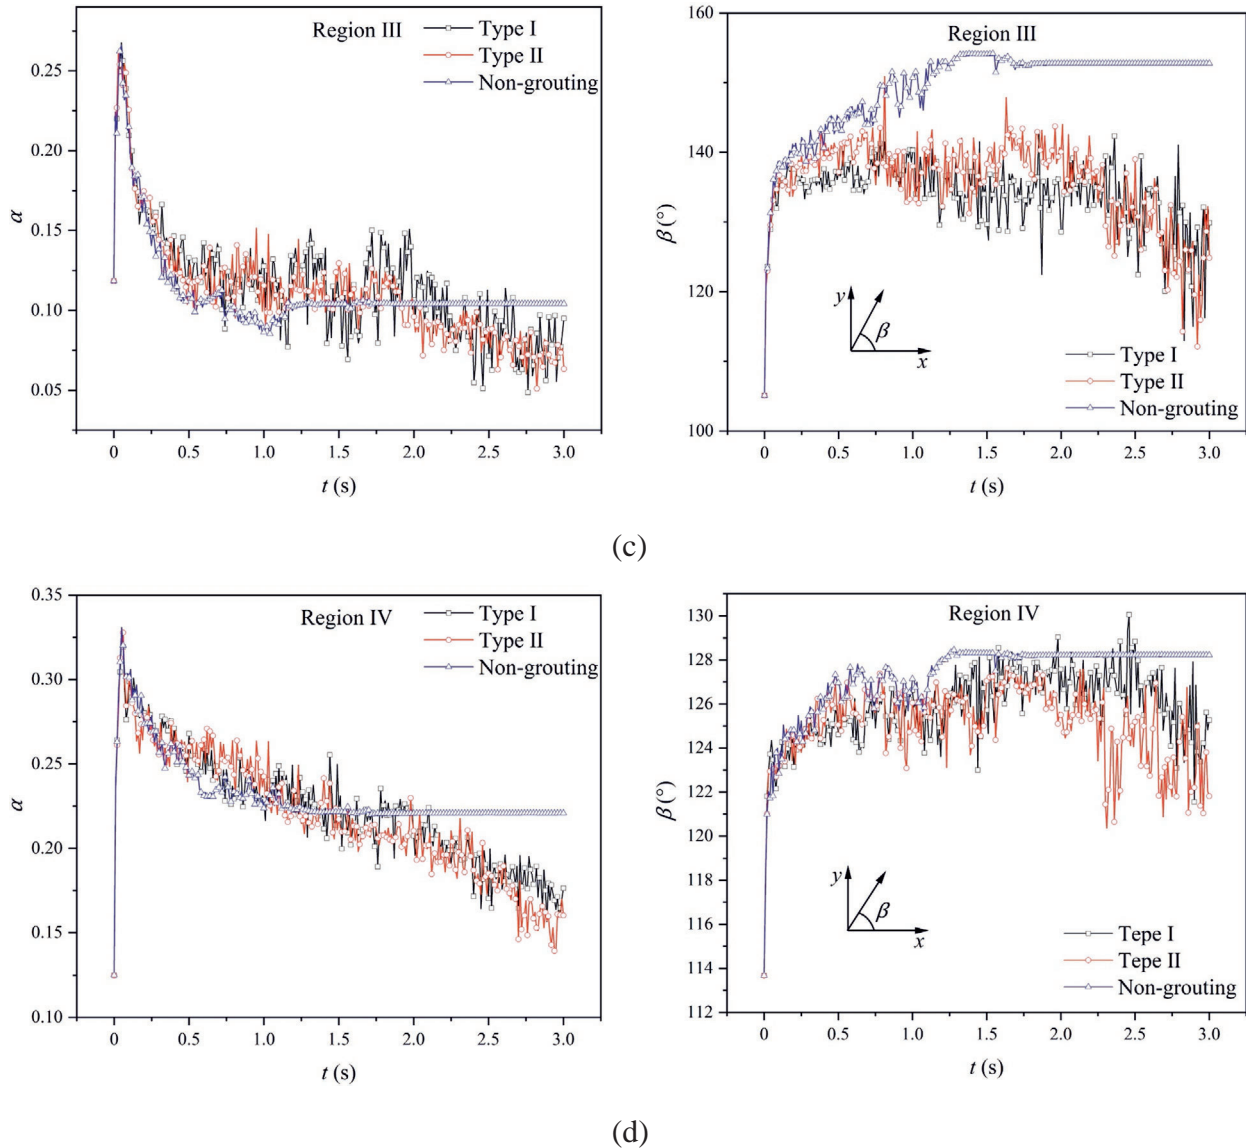 Region III
Type I
Type II
Non-grouting
0.25
0.20
0.15
0.10
0.05
α
0 0.5 1.0 1.5 2.0 2.5 3.0
t (s)
Region III
160
150
140
130
120
110
100
β (°)
y
β
x
Type I
Type II
Non-grouting
0 0.5 1.0 1.5 2.0 2.5 3.0
t (s)
(c)
Region IV
Type I
Type II
Non-grouting
0.35
0.30
0.25
0.20
0.15
0.10
α
0 0.5 1.0 1.5 2.0 2.5 3.0
t (s)
Region IV
130
128
126
124
122
120
118
116
114
112
β (°)
y
β
x
Tepe I
Tepe II
Non-grouting
0 0.5 1.0 1.5 2.0 2.5 3.0
t (s)
(d)